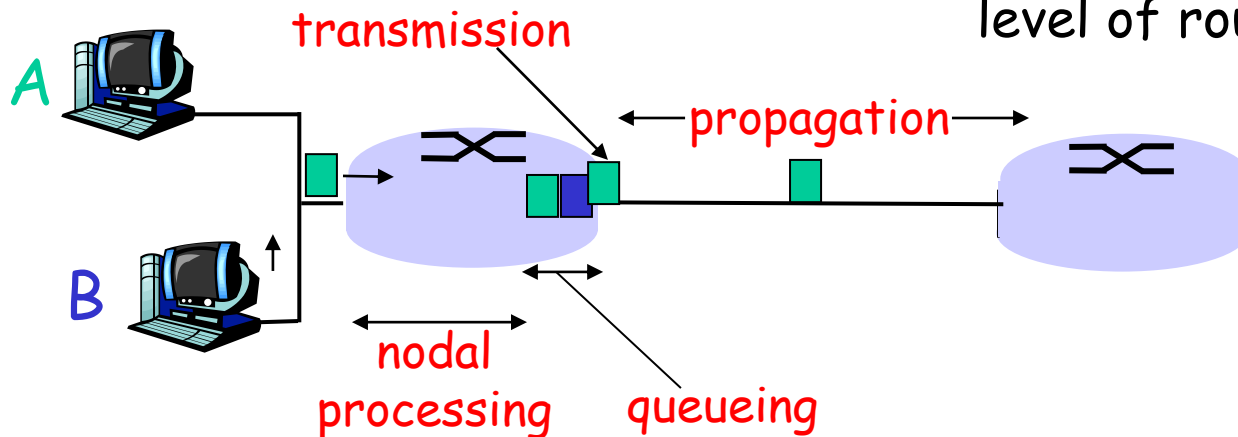 level of rou
transmission
A
propagation
B
nodal
processing
queueing